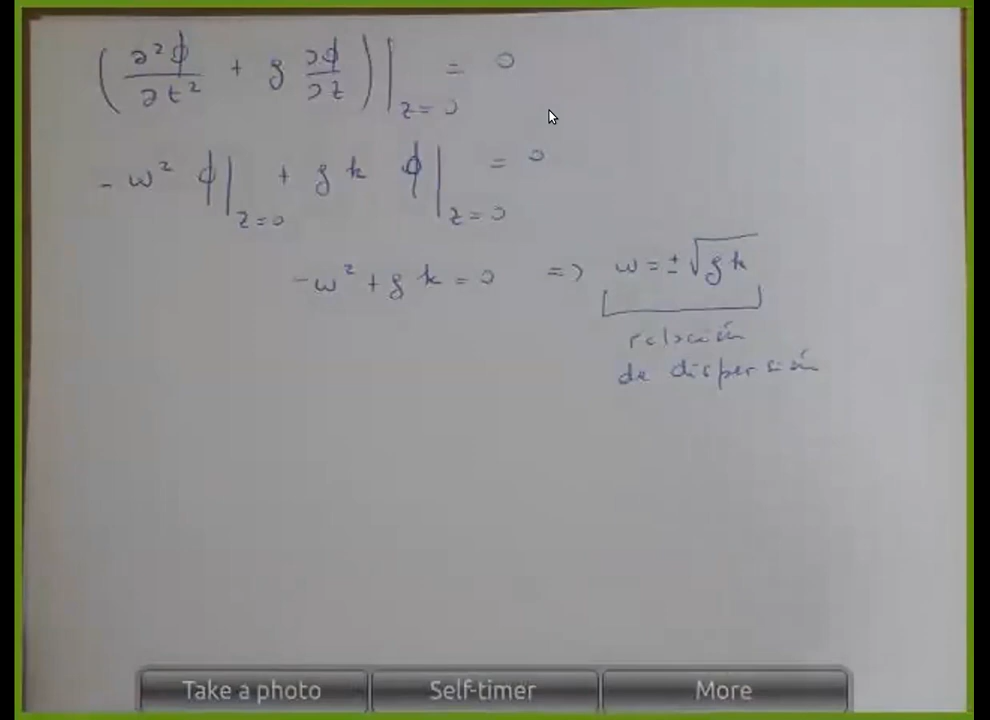 (∂²ϕ/∂t² + g ∂ϕ/∂z)|z=0 = 0
-ω² ϕ|z=0 + g k ϕ|z=0 = 0
-ω² + g k = 0 => ω = ±√gk
relación
de dispersión
Take a photo Self-timer More